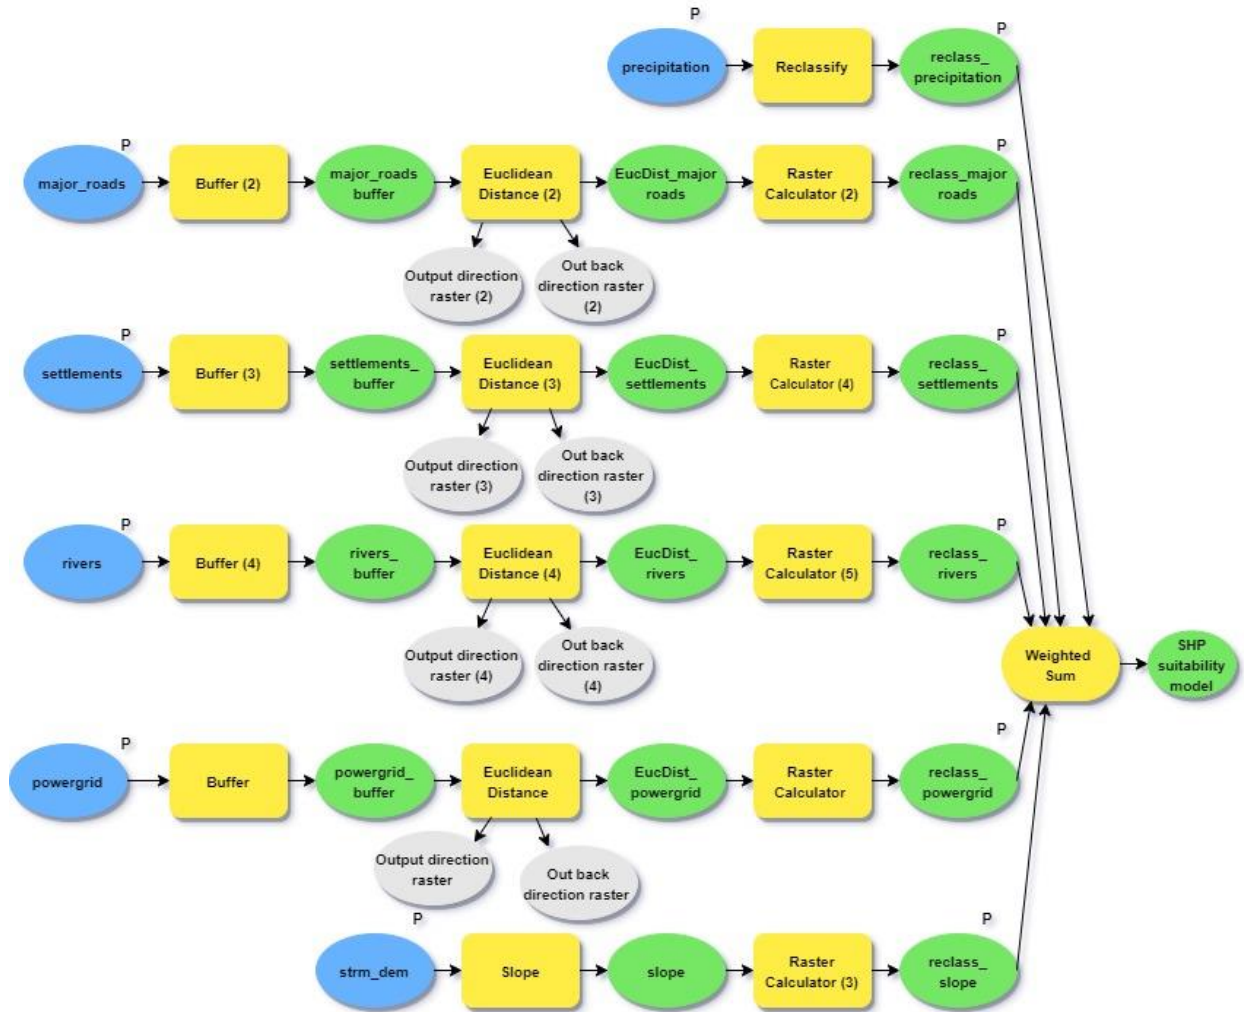 P
P
precipitation
Reclassify
reclass_
precipitation
P
P
major_roads
Buffer (2)
major_roads
buffer
Euclidean
Distance (2)
EucDist_major
roads
Raster
Calculator (2)
reclass_major
roads
Output direction
raster (2)
Out back
direction raster
(2)
P
P
settlements
Buffer (3)
settlements_
buffer
Euclidean
Distance (3)
EucDist_
settlements
Raster
Calculator (4)
reclass_
settlements
Output direction
raster (3)
Out back
direction raster
(3)
P
P
rivers
Buffer (4)
rivers_
buffer
Euclidean
Distance (4)
EucDist_
rivers
Raster
Calculator (5)
reclass_
rivers
Output direction
raster (4)
Out back
direction raster
(4)
Weighted
Sum
SHP
suitability
model
P
P
powergrid
Buffer
powergrid_
buffer
Euclidean
Distance
EucDist_
powergrid
Raster
Calculator
reclass_
powergrid
Output direction
raster
Out back
direction raster
P
P
strm_dem
Slope
slope
Raster
Calculator (3)
reclass_
slope